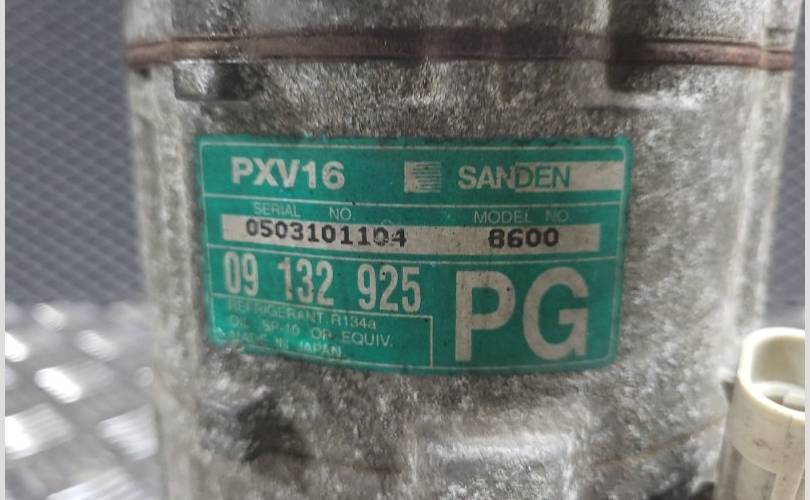 PXV16 SANDEN
SERIAL NO. MODEL NO.
0503101104 8600
09 132 925 PG
REFRIGERANT R134a
OIL SP-10 OR EQUIV.
MADE IN JAPAN.